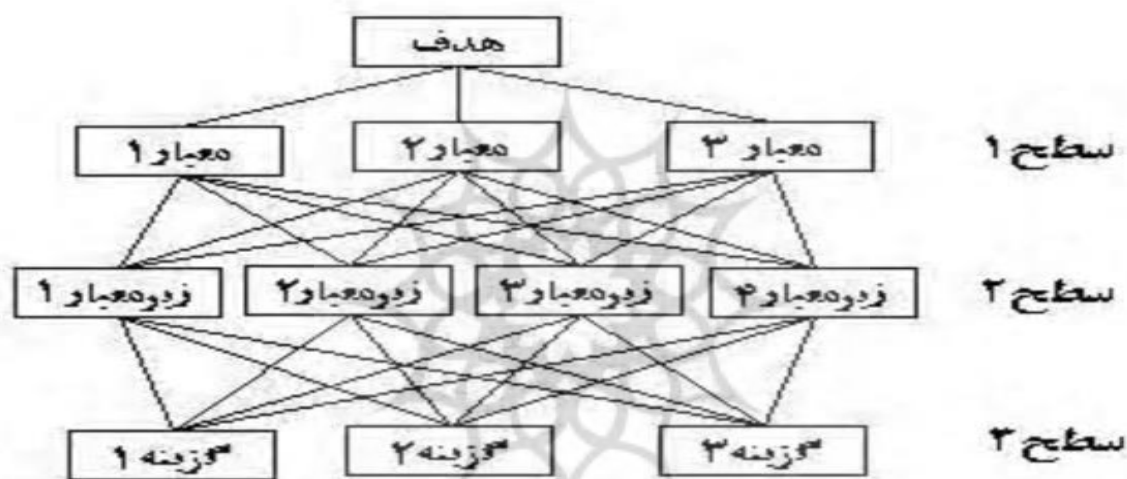 هدف
معیار ۱ معیار ۲ معیار ۳ سطح ۱
زیرمعیار ۱ زیرمعیار ۲ زیرمعیار ۳ زیرمعیار ۴ سطح ۲
گزینه ۱ گزینه ۲ گزینه ۳ سطح ۳